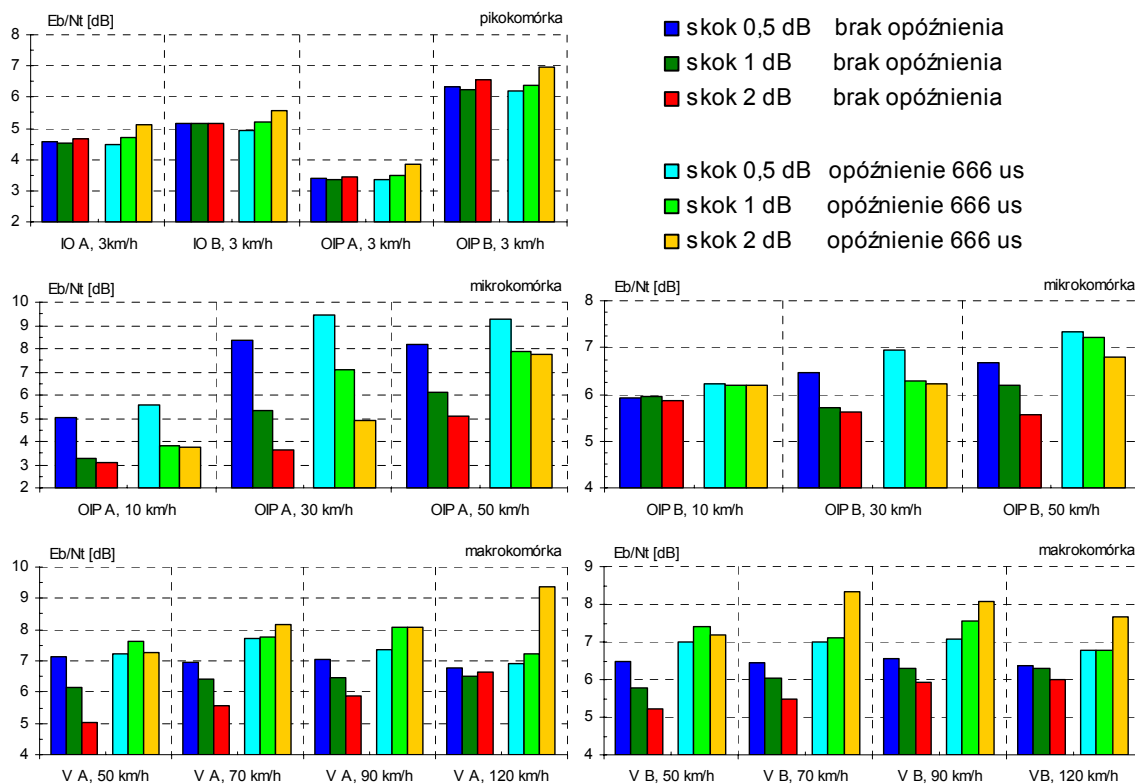 Eb/Nt [dB] pikokomórka
8
7
6
5
4
3
2
IO A, 3km/h IO B, 3 km/h OIP A, 3 km/h OIP B, 3 km/h
skok 0,5 dB brak opóźnienia
skok 1 dB brak opóźnienia
skok 2 dB brak opóźnienia
skok 0,5 dB opóźnienie 666 us
skok 1 dB opóźnienie 666 us
skok 2 dB opóźnienie 666 us
Eb/Nt [dB] mikrokomórka
10
9
8
7
6
5
4
3
2
OIP A, 10 km/h OIP A, 30 km/h OIP A, 50 km/h
Eb/Nt [dB] mikrokomórka
8
7
6
5
4
OIP B, 10 km/h OIP B, 30 km/h OIP B, 50 km/h
Eb/Nt [dB] makrokomórka
10
9
8
7
6
5
4
V A, 50 km/h V A, 70 km/h V A, 90 km/h V A, 120 km/h
Eb/Nt [dB] makrokomórka
9
8
7
6
5
4
V B, 50 km/h V B, 70 km/h V B, 90 km/h V B, 120 km/h